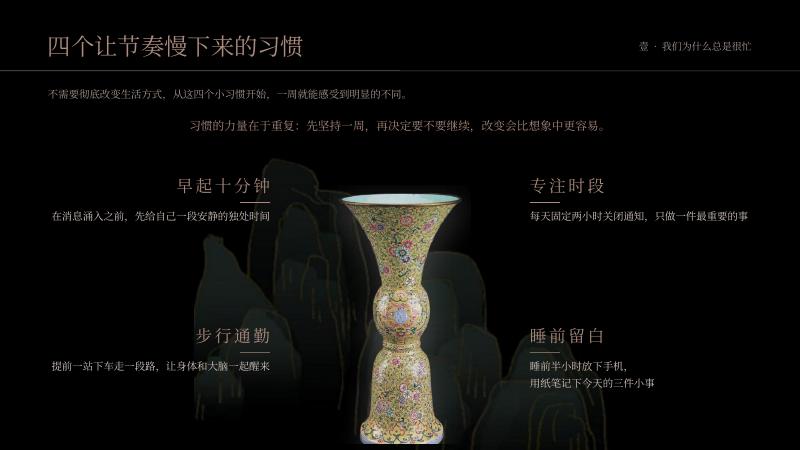 四个让节奏慢下来的习惯
壹 · 我们为什么总是很忙
不需要彻底改变生活方式，从这四个小习惯开始，一周就能感受到明显的不同。
习惯的力量在于重复：先坚持一周，再决定要不要继续，改变会比想象中更容易。
早起十分钟
在消息涌入之前，先给自己一段安静的独处时间
专注时段
每天固定两小时关闭通知，只做一件最重要的事
步行通勤
提前一站下车走一段路，让身体和大脑一起醒来
睡前留白
睡前半小时放下手机，
用纸笔记下今天的三件小事